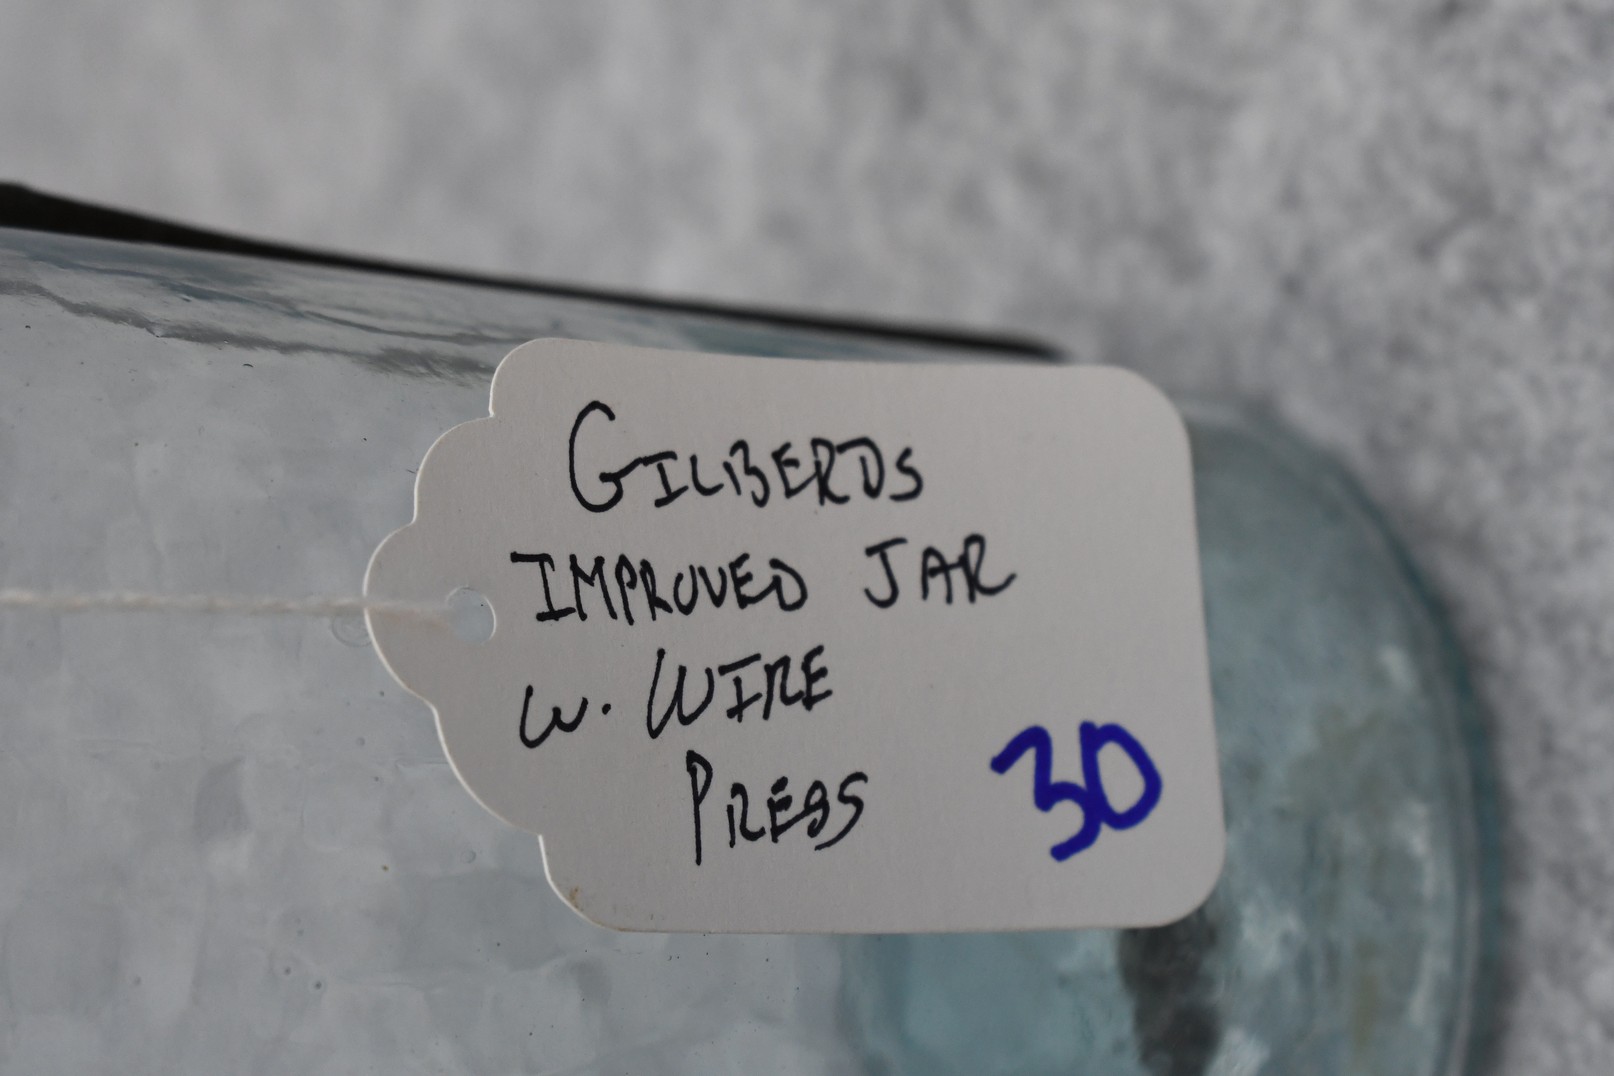 GILBERDS
IMPROVED JAR
W. WIRE
PRESS
30